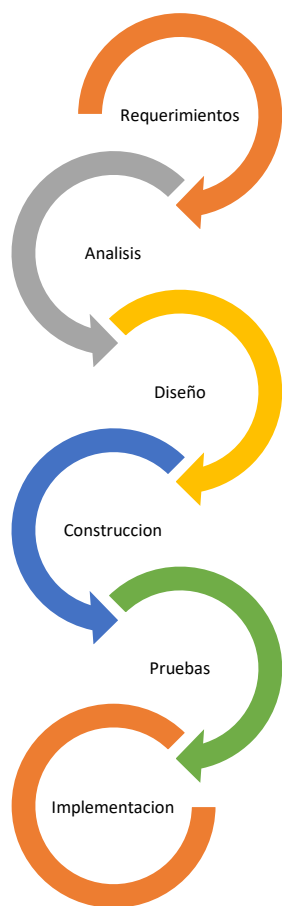 Requerimientos
Analisis
Diseño
Construccion
Pruebas
Implementacion